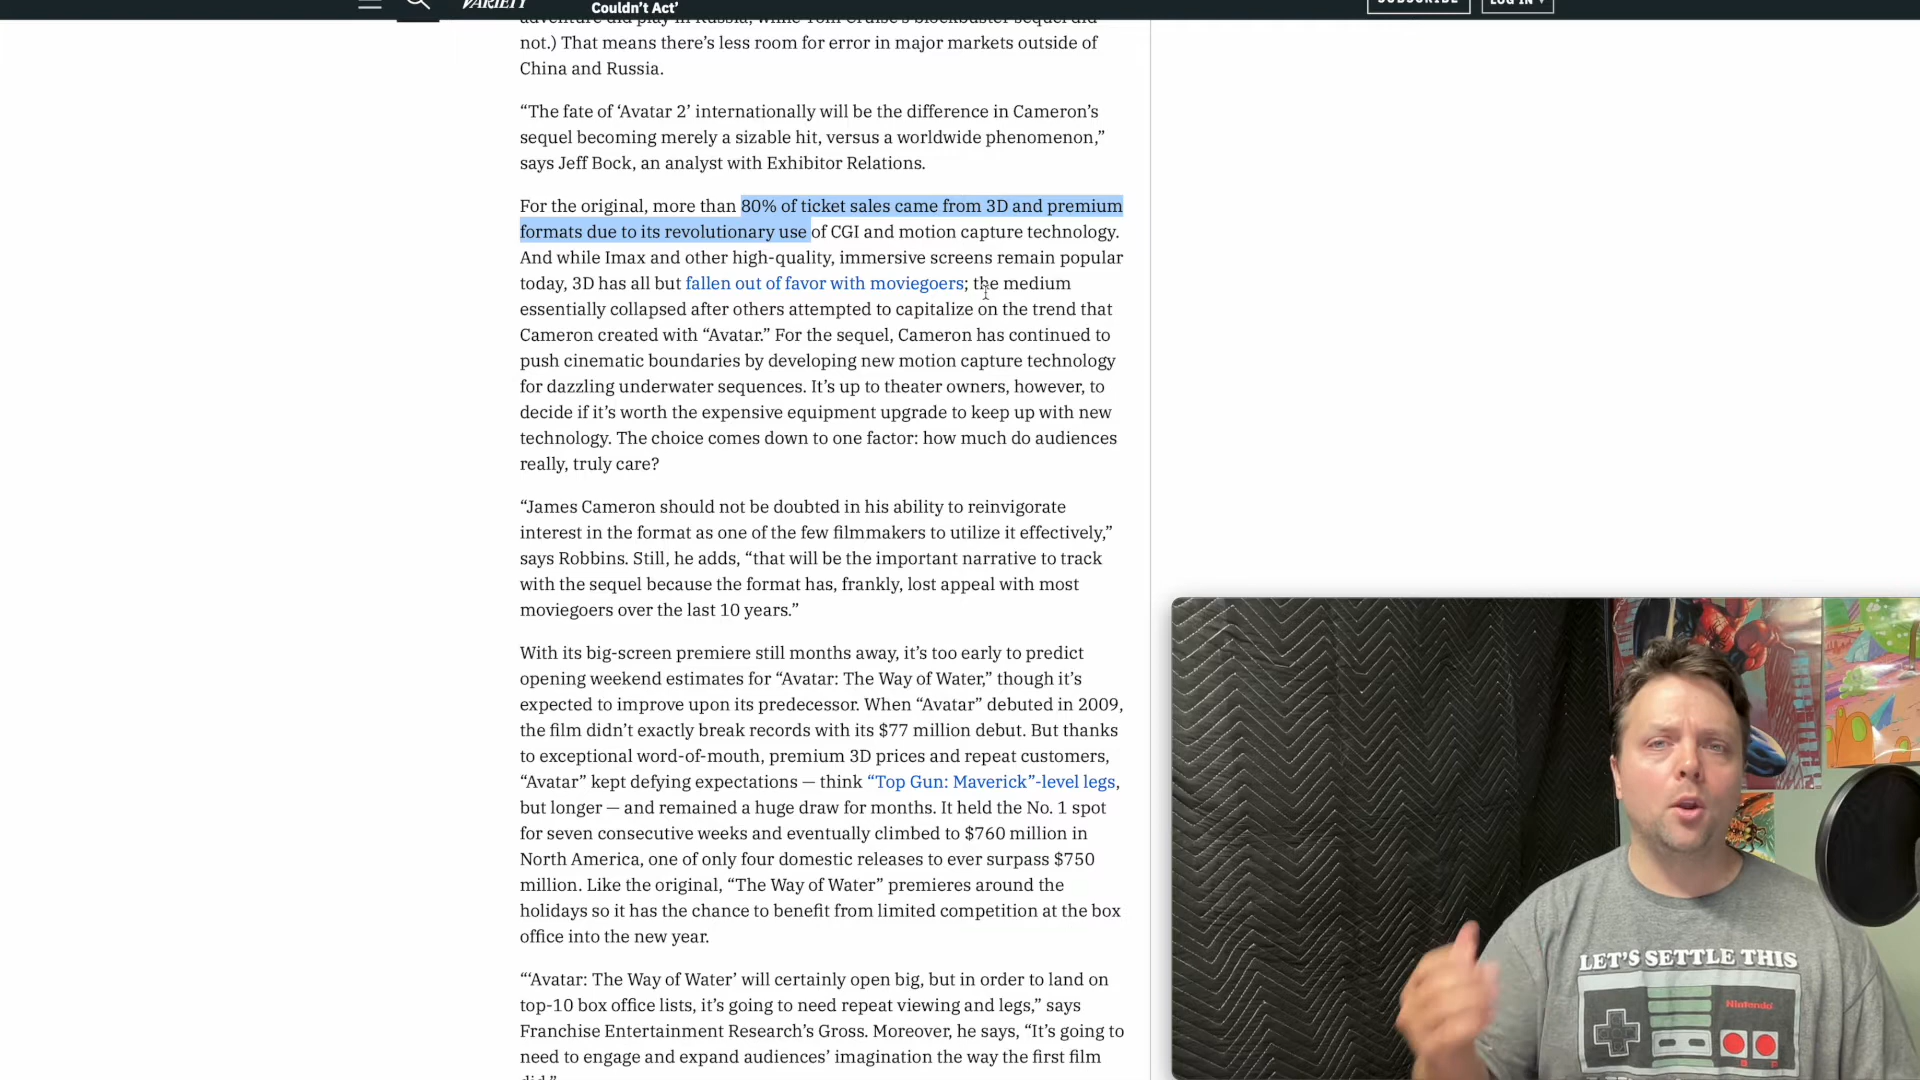 VARIETY
Couldn't Act'
SUBSCRIBE
LOG IN
adventure did play in Russia, while Tom Cruise's blockbuster sequel did
not.) That means there's less room for error in major markets outside of
China and Russia.
“The fate of ‘Avatar 2’ internationally will be the difference in Cameron’s
sequel becoming merely a sizable hit, versus a worldwide phenomenon,”
says Jeff Bock, an analyst with Exhibitor Relations.
For the original, more than 80% of ticket sales came from 3D and premium
formats due to its revolutionary use of CGI and motion capture technology.
And while Imax and other high-quality, immersive screens remain popular
today, 3D has all but fallen out of favor with moviegoers; the medium
essentially collapsed after others attempted to capitalize on the trend that
Cameron created with “Avatar.” For the sequel, Cameron has continued to
push cinematic boundaries by developing new motion capture technology
for dazzling underwater sequences. It’s up to theater owners, however, to
decide if it’s worth the expensive equipment upgrade to keep up with new
technology. The choice comes down to one factor: how much do audiences
really, truly care?
“James Cameron should not be doubted in his ability to reinvigorate
interest in the format as one of the few filmmakers to utilize it effectively,”
says Robbins. Still, he adds, “that will be the important narrative to track
with the sequel because the format has, frankly, lost appeal with most
moviegoers over the last 10 years.”
With its big-screen premiere still months away, it’s too early to predict
opening weekend estimates for “Avatar: The Way of Water,” though it’s
expected to improve upon its predecessor. When “Avatar” debuted in 2009,
the film didn’t exactly break records with its $77 million debut. But thanks
to exceptional word-of-mouth, premium 3D prices and repeat customers,
“Avatar” kept defying expectations — think “Top Gun: Maverick”-level legs,
but longer — and remained a huge draw for months. It held the No. 1 spot
for seven consecutive weeks and eventually climbed to $760 million in
North America, one of only four domestic releases to ever surpass $750
million. Like the original, “The Way of Water” premieres around the
holidays so it has the chance to benefit from limited competition at the box
office into the new year.
“‘Avatar: The Way of Water’ will certainly open big, but in order to land on
top-10 box office lists, it’s going to need repeat viewing and legs,” says
Franchise Entertainment Research’s Gross. Moreover, he says, “It’s going to
need to engage and expand audiences’ imagination the way the first film
did.”
LET'S SETTLE THIS
Nintendo